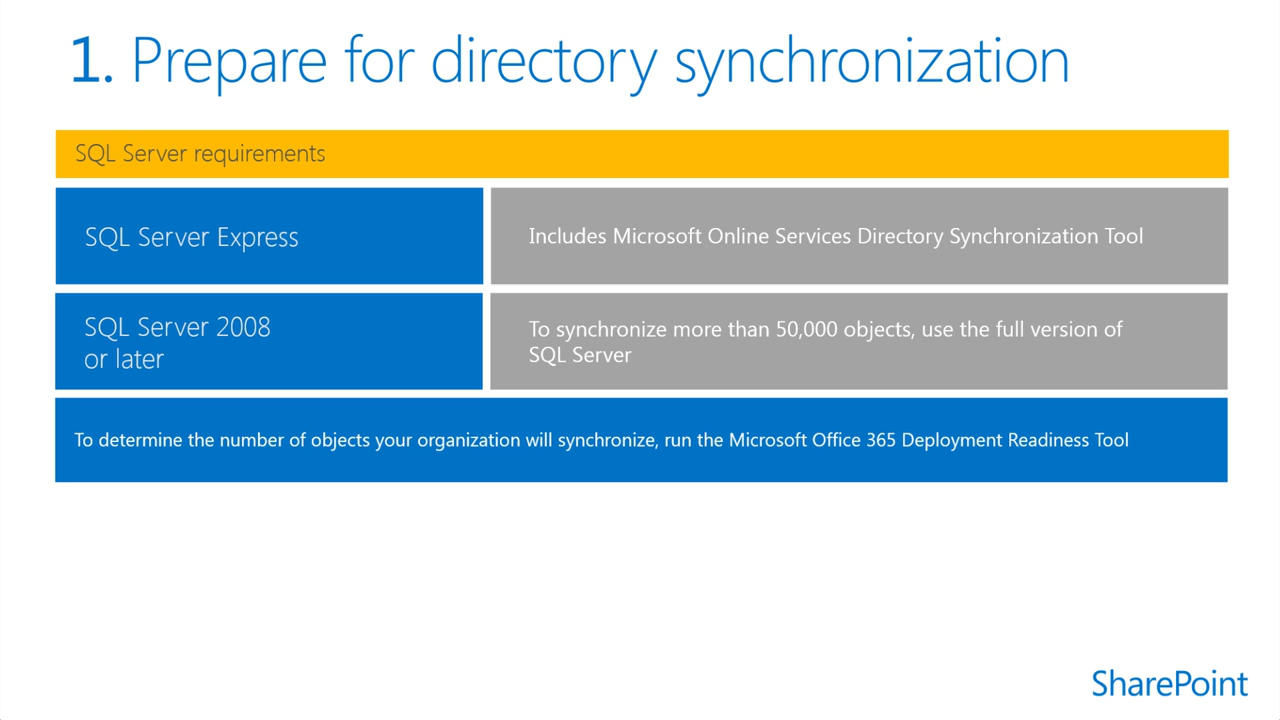 1. Prepare for directory synchronization
SQL Server requirements
SQL Server Express
Includes Microsoft Online Services Directory Synchronization Tool
SQL Server 2008
or later
To synchronize more than 50,000 objects, use the full version of
SQL Server
To determine the number of objects your organization will synchronize, run the Microsoft Office 365 Deployment Readiness Tool
SharePoint